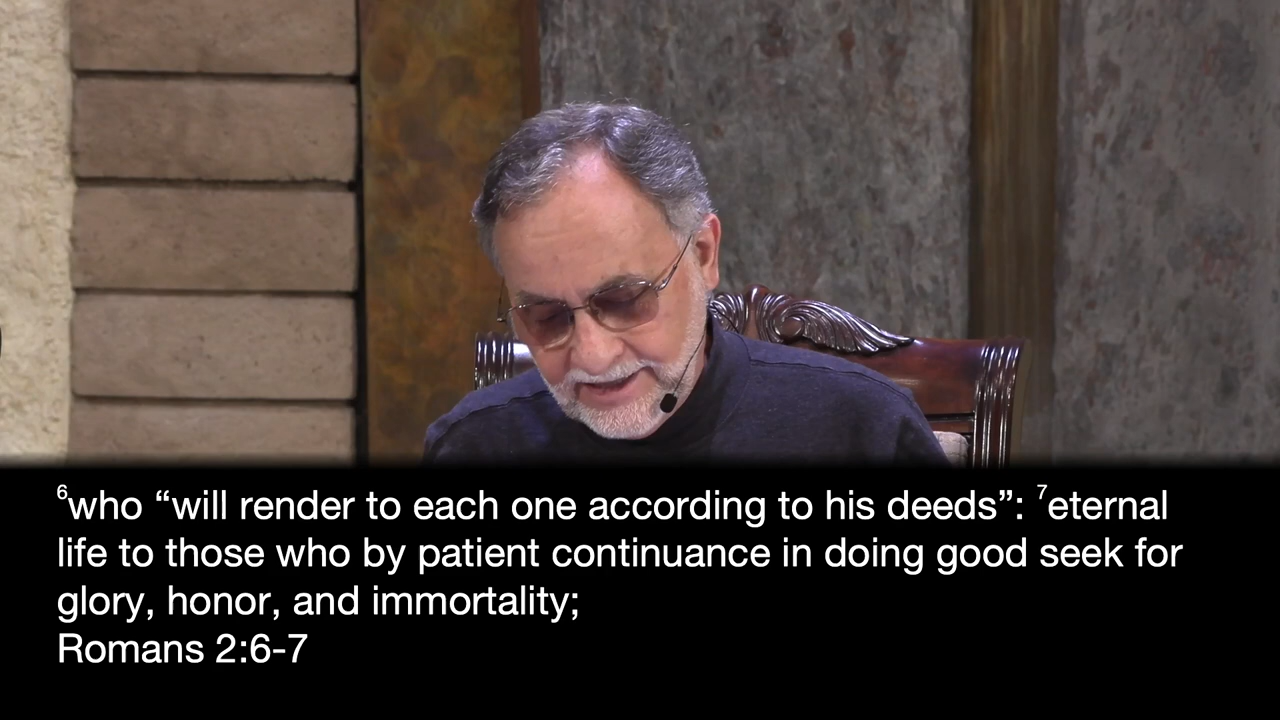 ⁶who “will render to each one according to his deeds”: ⁷eternal
life to those who by patient continuance in doing good seek for
glory, honor, and immortality;
Romans 2:6-7